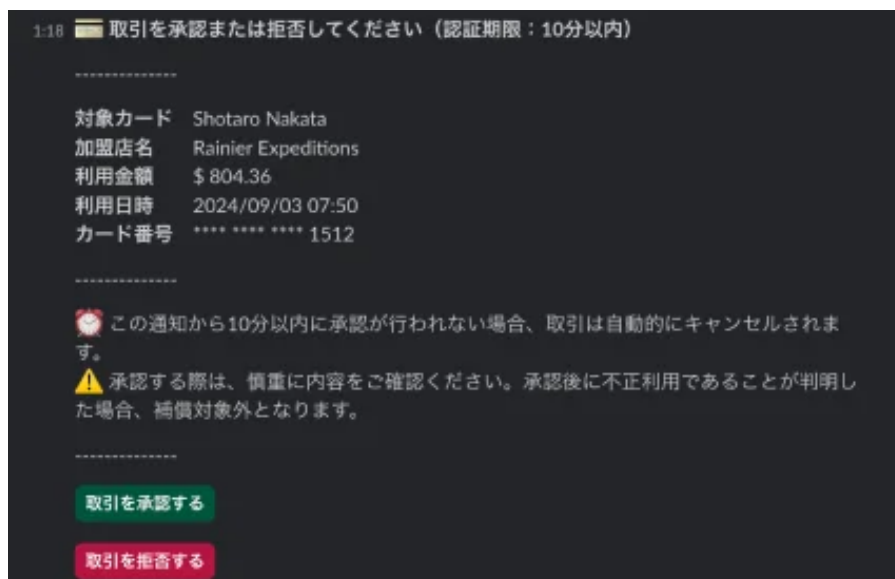 1:18 取引を承認または拒否してください（認証期限：10分以内）
--------------
対象カード Shotaro Nakata
加盟店名 Rainier Expeditions
利用金額 $ 804.36
利用日時 2024/09/03 07:50
カード番号 **** **** **** 1512
--------------
この通知から10分以内に承認が行われない場合、取引は自動的にキャンセルされま
す。
承認する際は、慎重に内容をご確認ください。承認後に不正利用であることが判明し
た場合、補償対象外となります。
--------------
取引を承認する
取引を拒否する